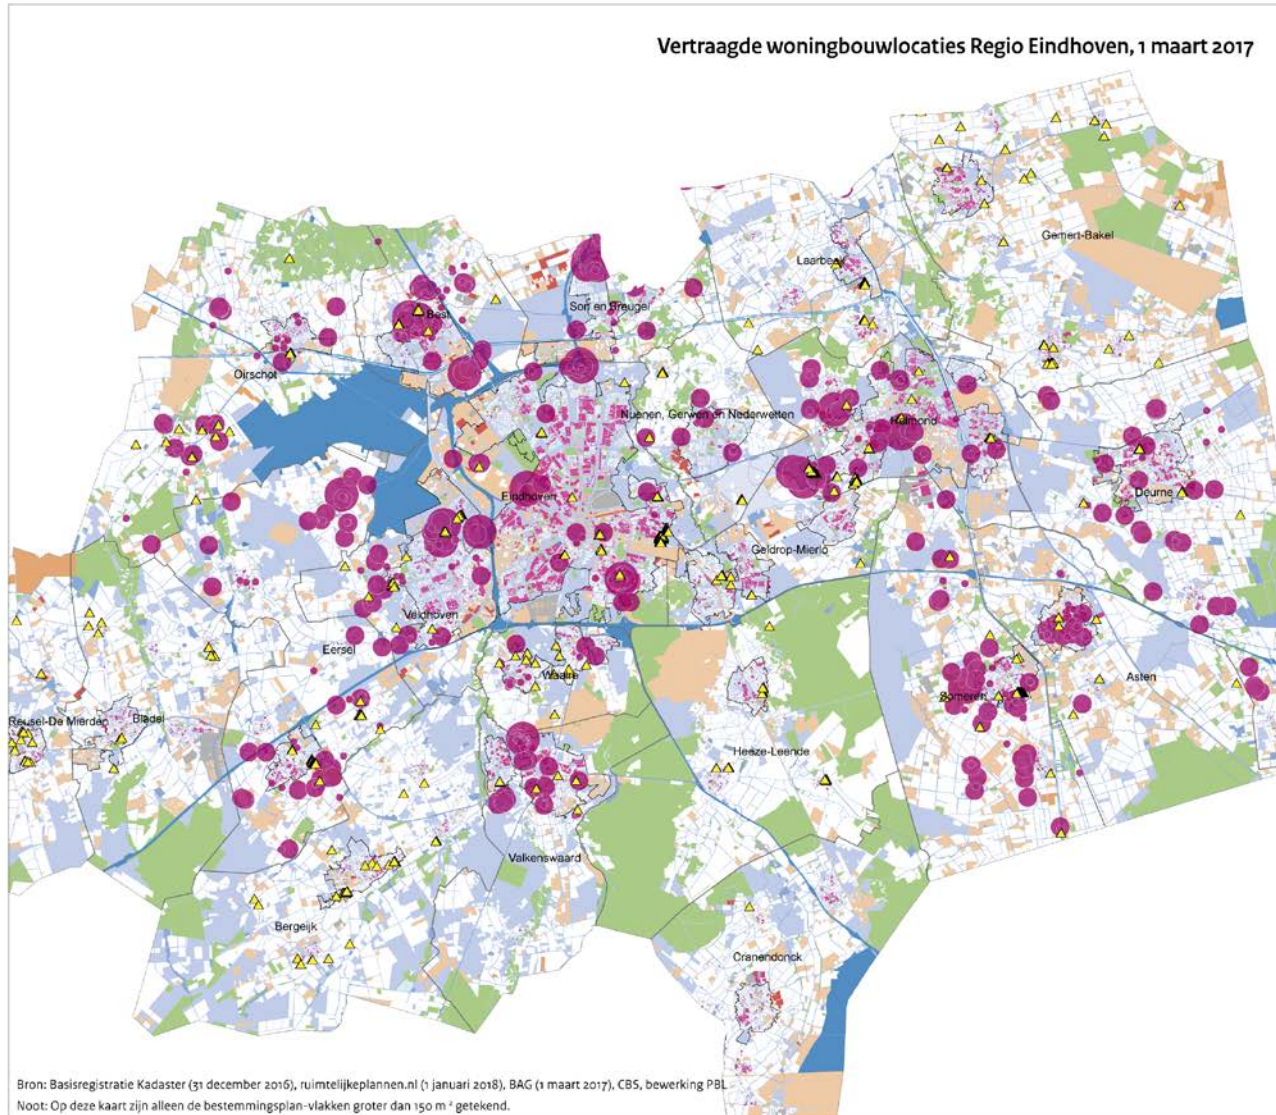 Vertraagde woningbouwlocaties Regio Eindhoven, 1 maart 2017
Gemert-Bakel
Laarbeek
Son en Breugel
Best
Oirschot
Nuenen, Gerwen en Nederwetten
Helmond
Eindhoven
Deurne
Geldrop-Mierlo
Veldhoven
Eersel
Waalre
Asten
Someren
Reusel-De Mierden
Bladel
Heeze-Leende
Valkenswaard
Bergeijk
Cranendonck
Bron: Basisregistratie Kadaster (31 december 2016), ruimtelijkeplannen.nl (1 januari 2018), BAG (1 maart 2017), CBS, bewerking PBL
Noot: Op deze kaart zijn alleen de bestemmingsplan-vlakken groter dan 150 m² getekend.